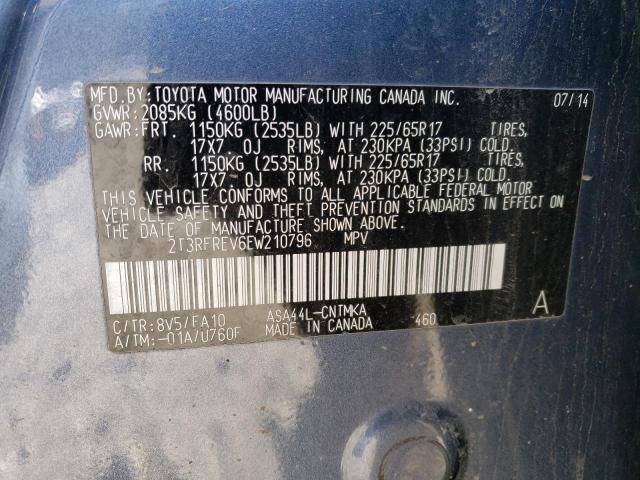 MFD.BY:TOYOTA MOTOR MANUFACTURING CANADA INC. 07/14
GVWR:2085KG (4600LB)
GAWR:FRT. 1150KG (2535LB) WITH 225/65R17 TIRES,
17X7.0J RIMS, AT 230KPA (33PSI) COLD.
RR. 1150KG (2535LB) WITH 225/65R17 TIRES,
17X7.0J RIMS, AT 230KPA (33PSI) COLD.
THIS VEHICLE CONFORMS TO ALL APPLICABLE FEDERAL MOTOR
VEHICLE SAFETY AND THEFT PREVENTION STANDARDS IN EFFECT ON
THE DATE OF MANUFACTURE SHOWN ABOVE.
2T3RFREV6EW210796 MPV
C/TR:8V5/FA10 ASA44L-CNTMKA A
A/TM:-01A/U760F MADE IN CANADA 460